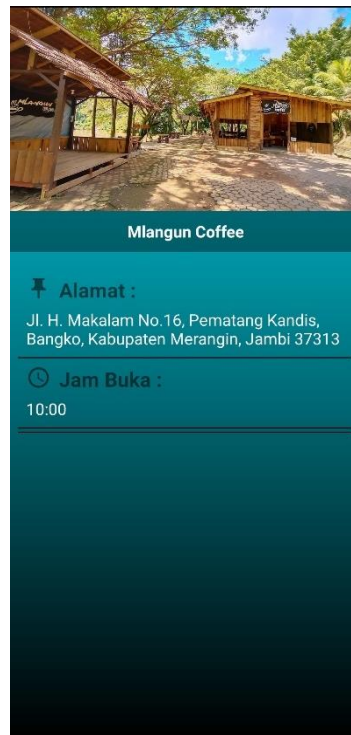 Mlangun Coffee
Alamat :
Jl. H. Makalam No.16, Pematang Kandis,
Bangko, Kabupaten Merangin, Jambi 37313
Jam Buka :
10:00